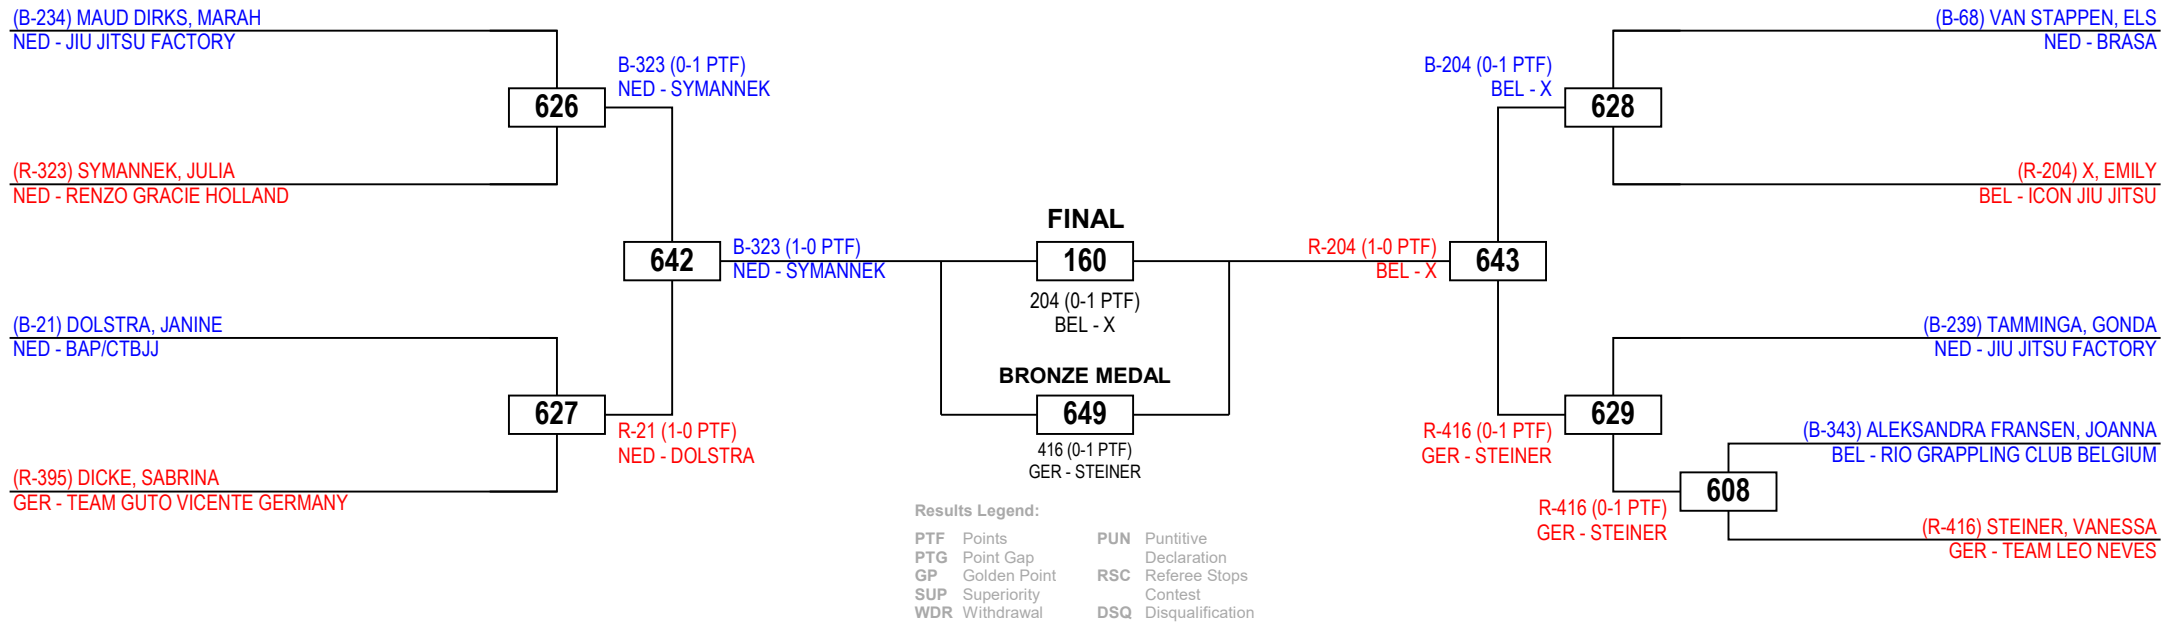 (B-234) MAUD DIRKS, MARAH
NED - JIU JITSU FACTORY
B-323 (0-1 PTF)
NED - SYMANNEK
626
(R-323) SYMANNEK, JULIA
NED - RENZO GRACIE HOLLAND
642
B-323 (1-0 PTF)
NED - SYMANNEK
(B-21) DOLSTRA, JANINE
NED - BAP/CTBJJ
627
R-21 (1-0 PTF)
NED - DOLSTRA
(R-395) DICKE, SABRINA
GER - TEAM GUTO VICENTE GERMANY
FINAL
160
204 (0-1 PTF)
BEL - X
BRONZE MEDAL
649
416 (0-1 PTF)
GER - STEINER
(B-68) VAN STAPPEN, ELS
NED - BRASA
B-204 (0-1 PTF)
BEL - X
628
(R-204) X, EMILY
BEL - ICON JIU JITSU
R-204 (1-0 PTF)
BEL - X
643
(B-239) TAMMINGA, GONDA
NED - JIU JITSU FACTORY
629
R-416 (0-1 PTF)
GER - STEINER
(B-343) ALEKSANDRA FRANSEN, JOANNA
BEL - RIO GRAPPLING CLUB BELGIUM
608
R-416 (0-1 PTF)
GER - STEINER
(R-416) STEINER, VANESSA
GER - TEAM LEO NEVES
Results Legend:
PTF Points
PTG Point Gap
GP Golden Point
SUP Superiority
WDR Withdrawal
PUN Puntitive
Declaration
RSC Referee Stops
Contest
DSQ Disqualification